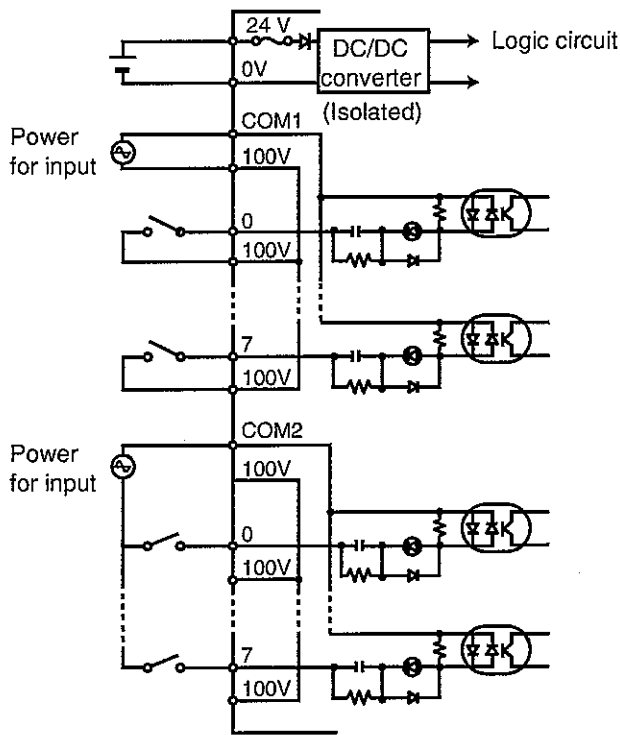 24 V
DC/DC
converter
(Isolated)
Logic circuit
0V
COM1
Power
for input
100V
0
100V
7
100V
COM2
Power
for input
100V
0
100V
7
100V